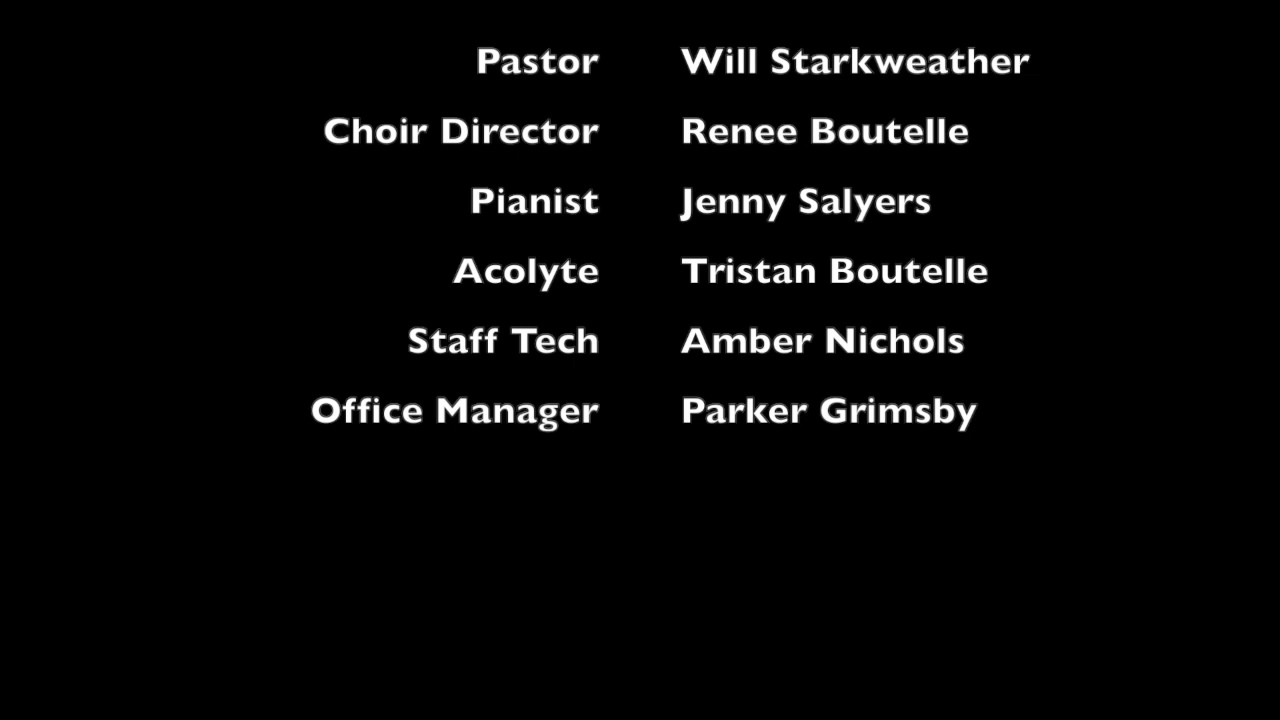 Pastor Will Starkweather
Choir Director Renee Boutelle
Pianist Jenny Salyers
Acolyte Tristan Boutelle
Staff Tech Amber Nichols
Office Manager Parker Grimsby